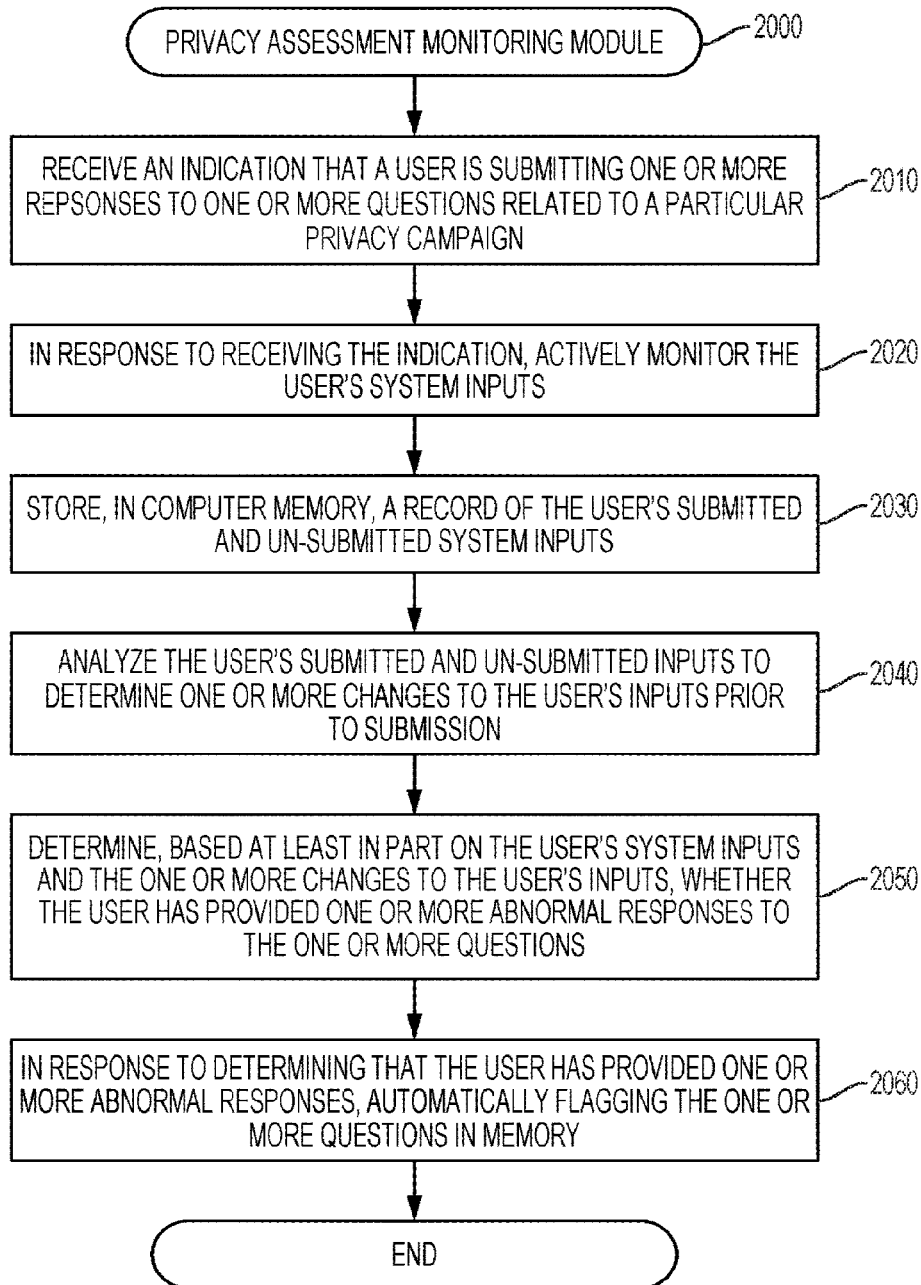 PRIVACY ASSESSMENT MONITORING MODULE
2000
RECEIVE AN INDICATION THAT A USER IS SUBMITTING ONE OR MORE
REPSONSES TO ONE OR MORE QUESTIONS RELATED TO A PARTICULAR
PRIVACY CAMPAIGN
2010
IN RESPONSE TO RECEIVING THE INDICATION, ACTIVELY MONITOR THE
USER'S SYSTEM INPUTS
2020
STORE, IN COMPUTER MEMORY, A RECORD OF THE USER'S SUBMITTED
AND UN-SUBMITTED SYSTEM INPUTS
2030
ANALYZE THE USER'S SUBMITTED AND UN-SUBMITTED INPUTS TO
DETERMINE ONE OR MORE CHANGES TO THE USER'S INPUTS PRIOR
TO SUBMISSION
2040
DETERMINE, BASED AT LEAST IN PART ON THE USER'S SYSTEM INPUTS
AND THE ONE OR MORE CHANGES TO THE USER'S INPUTS, WHETHER
THE USER HAS PROVIDED ONE OR MORE ABNORMAL RESPONSES TO
THE ONE OR MORE QUESTIONS
2050
IN RESPONSE TO DETERMINING THAT THE USER HAS PROVIDED ONE OR
MORE ABNORMAL RESPONSES, AUTOMATICALLY FLAGGING THE ONE OR
MORE QUESTIONS IN MEMORY
2060
END